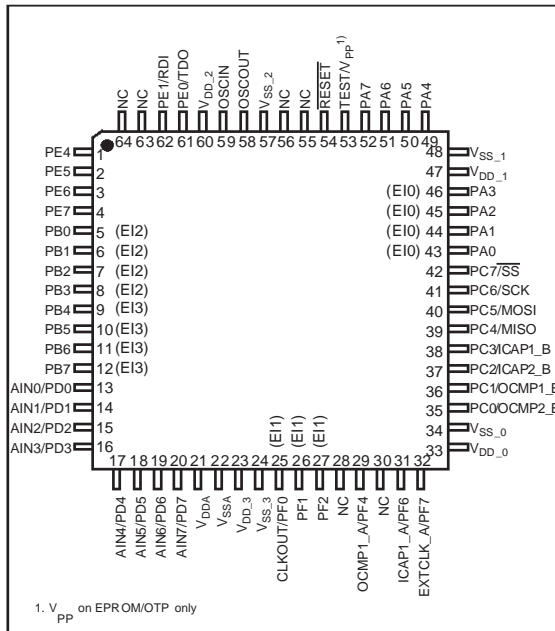 NC
NC
PE1/RDI
PE0/TDO
VDD_2
OSCIN
OSCOUT
VSS_2
NC
NC
RESET
TEST/VPP1)
PA7
PA6
PA5
PA4
64 63 62 61 60 59 58 57 56 55 54 53 52 51 50 49
PE4 1
PE5 2
PE6 3
PE7 4
PB0 5 (EI2)
PB1 6 (EI2)
PB2 7 (EI2)
PB3 8 (EI2)
PB4 9 (EI3)
PB5 10 (EI3)
PB6 11 (EI3)
PB7 12 (EI3)
AIN0/PD0 13
AIN1/PD1 14
AIN2/PD2 15
AIN3/PD3 16
48 VSS_1
47 VDD_1
(EI0) 46 PA3
(EI0) 45 PA2
(EI0) 44 PA1
(EI0) 43 PA0
42 PC7/SS
41 PC6/SCK
40 PC5/MOSI
39 PC4/MISO
38 PC3/ICAP1_B
37 PC2/ICAP2_B
36 PC1/OCMP1_B
35 PC0/OCMP2_B
34 VSS_0
33 VDD_0
(EI1) (EI1) (EI1)
17 18 19 20 21 22 23 24 25 26 27 28 29 30 31 32
AIN4/PD4
AIN5/PD5
AIN6/PD6
AIN7/PD7
VDDA
VSSA
VDD_3
VSS_3
CLKOUT/PF0
PF1
PF2
NC
OCMP1_A/PF4
NC
ICAP1_A/PF6
EXTCLK_A/PF7
1. VPP on EPROM/OTP only